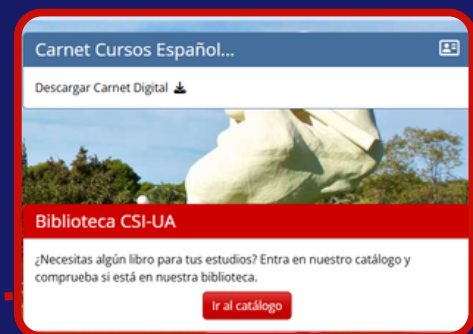 Carnet Cursos Español...
Descargar Carnet Digital
Biblioteca CSI-UA
¿Necesitas algún libro para tus estudios? Entra en nuestro catálogo y
comprueba si está en nuestra biblioteca.
Ir al catálogo